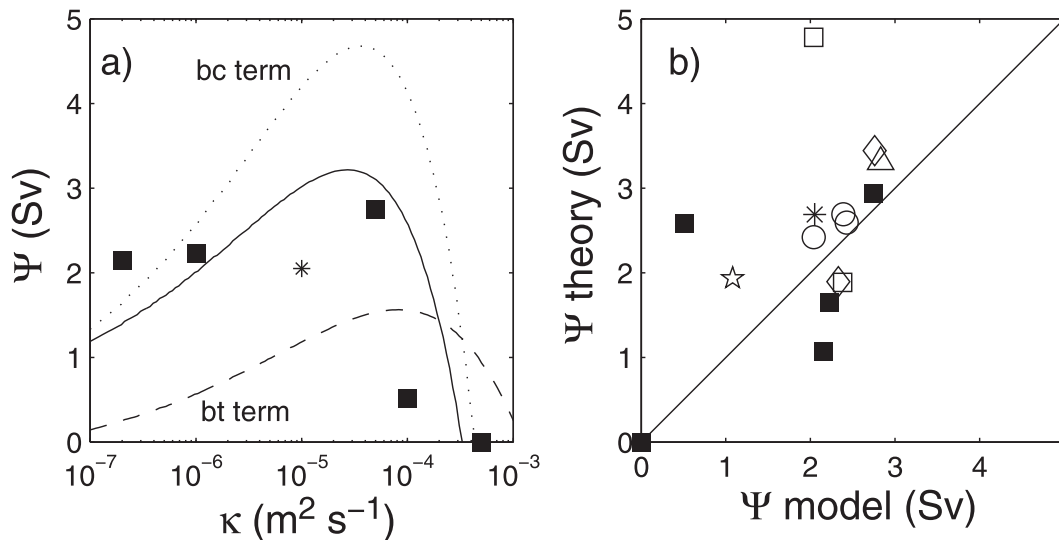 a)
bc term
bt term
Ψ (Sv)
5
4
3
2
1
0
10⁻⁷
10⁻⁶
10⁻⁵
10⁻⁴
10⁻³
κ (m² s⁻¹)
b)
Ψ theory (Sv)
5
4
3
2
1
0
0
1
2
3
4
Ψ model (Sv)